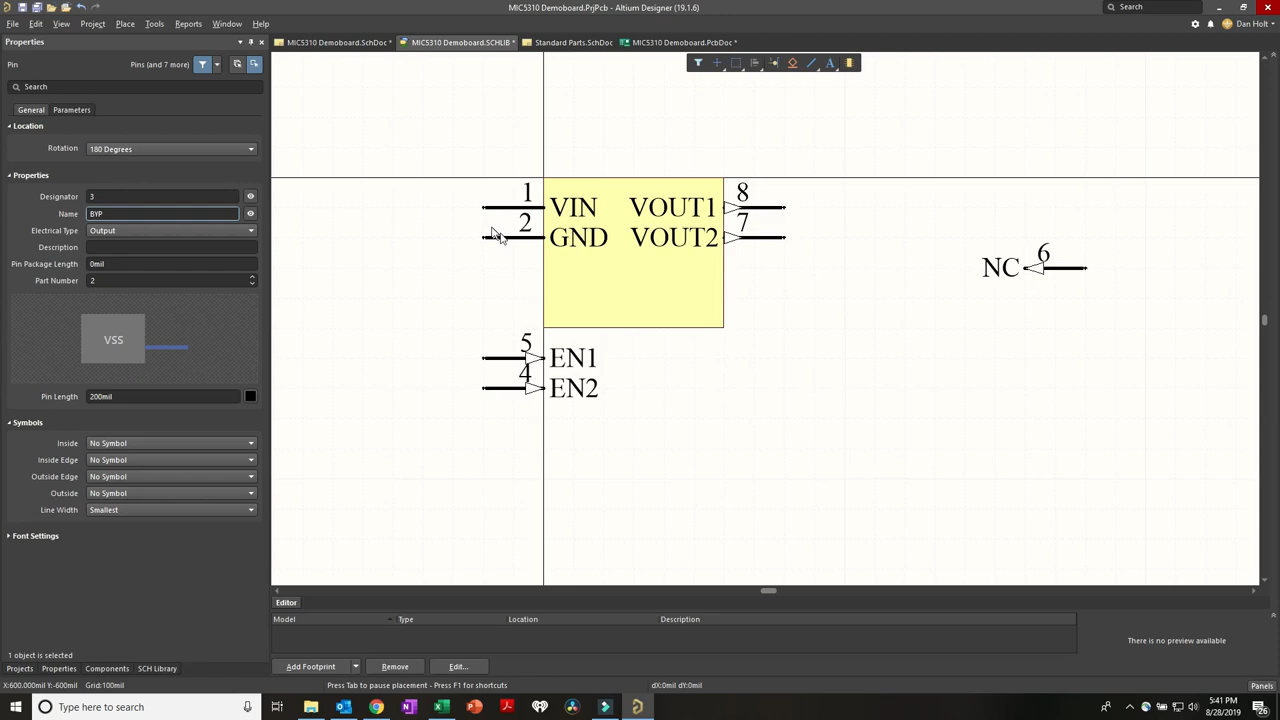 MIC5310 Demoboard.PrjPcb - Altium Designer (19.1.6)
Search
File Edit View Project Place Tools Reports Window Help
Dan Holt
Properties
MIC5310 Demoboard.SchDoc *
MIC5310 Demoboard.SCHLIB *
Standard Parts.SchDoc
MIC5310 Demoboard.PcbDoc *
Pin
Pins (and 7 more)
Search
General
Parameters
Location
Rotation
180 Degrees
Properties
Designator
3
Name
BYP
Electrical Type
Output
Description
Pin Package Length
0mil
Part Number
2
VSS
Pin Length
200mil
Symbols
Inside
No Symbol
Inside Edge
No Symbol
Outside Edge
No Symbol
Outside
No Symbol
Line Width
Smallest
Font Settings
1 object is selected
Projects
Properties
Components
SCH Library
X:600.000mil Y:-600mil Grid:100mil
1 VIN VOUT1 8
2 GND VOUT2 7
NC 6
5 EN1
4 EN2
Editor
Model
Type
Location
Description
There is no preview available
Add Footprint
Remove
Edit...
Press Tab to pause placement - Press F1 for shortcuts
dX:0mil dY:0mil
Panels
Type here to search
5:41 PM
8/28/2019
26